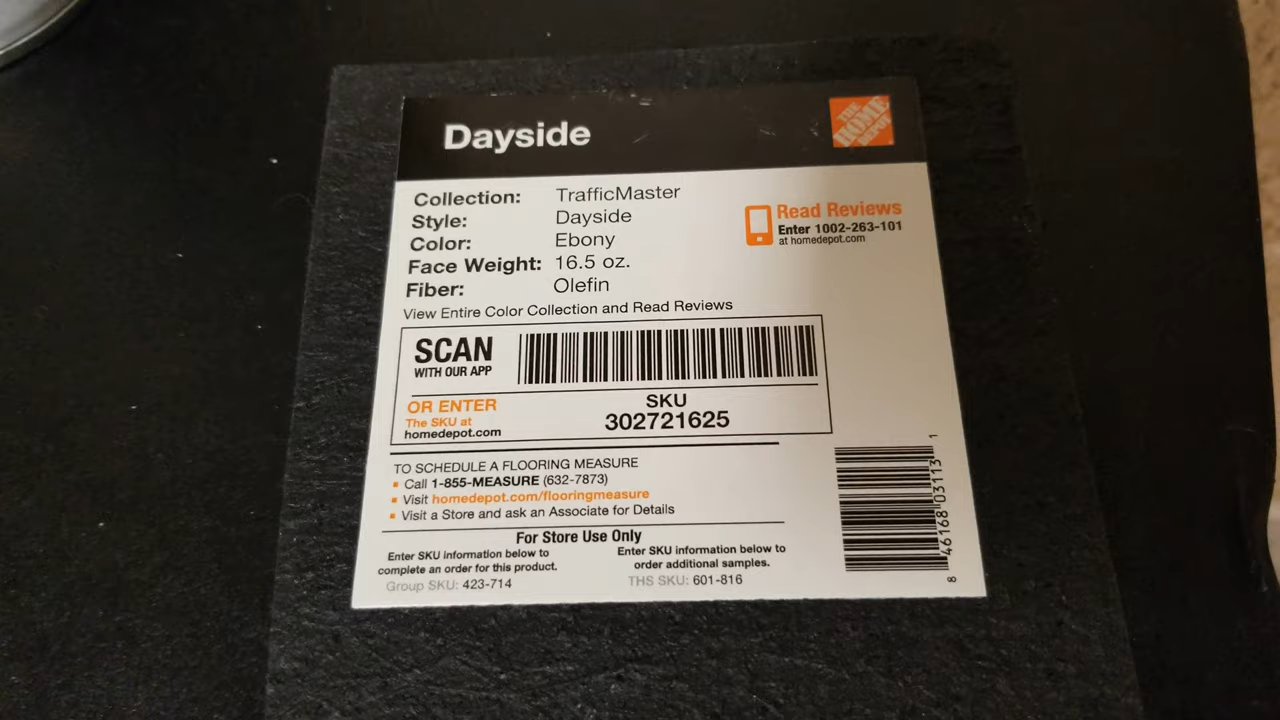 Dayside
THE HOME DEPOT
Collection: TrafficMaster
Style: Dayside
Color: Ebony
Face Weight: 16.5 oz.
Fiber: Olefin
Read Reviews
Enter 1002-263-101
at homedepot.com
View Entire Color Collection and Read Reviews
SCAN
WITH OUR APP
OR ENTER
The SKU at
homedepot.com
SKU
302721625
TO SCHEDULE A FLOORING MEASURE
▪ Call 1-855-MEASURE (632-7873)
▪ Visit homedepot.com/flooringmeasure
▪ Visit a Store and ask an Associate for Details
For Store Use Only
Enter SKU information below to
complete an order for this product.
Group SKU: 423-714
Enter SKU information below to
order additional samples.
THS SKU: 601-816
8 46168 03113 1